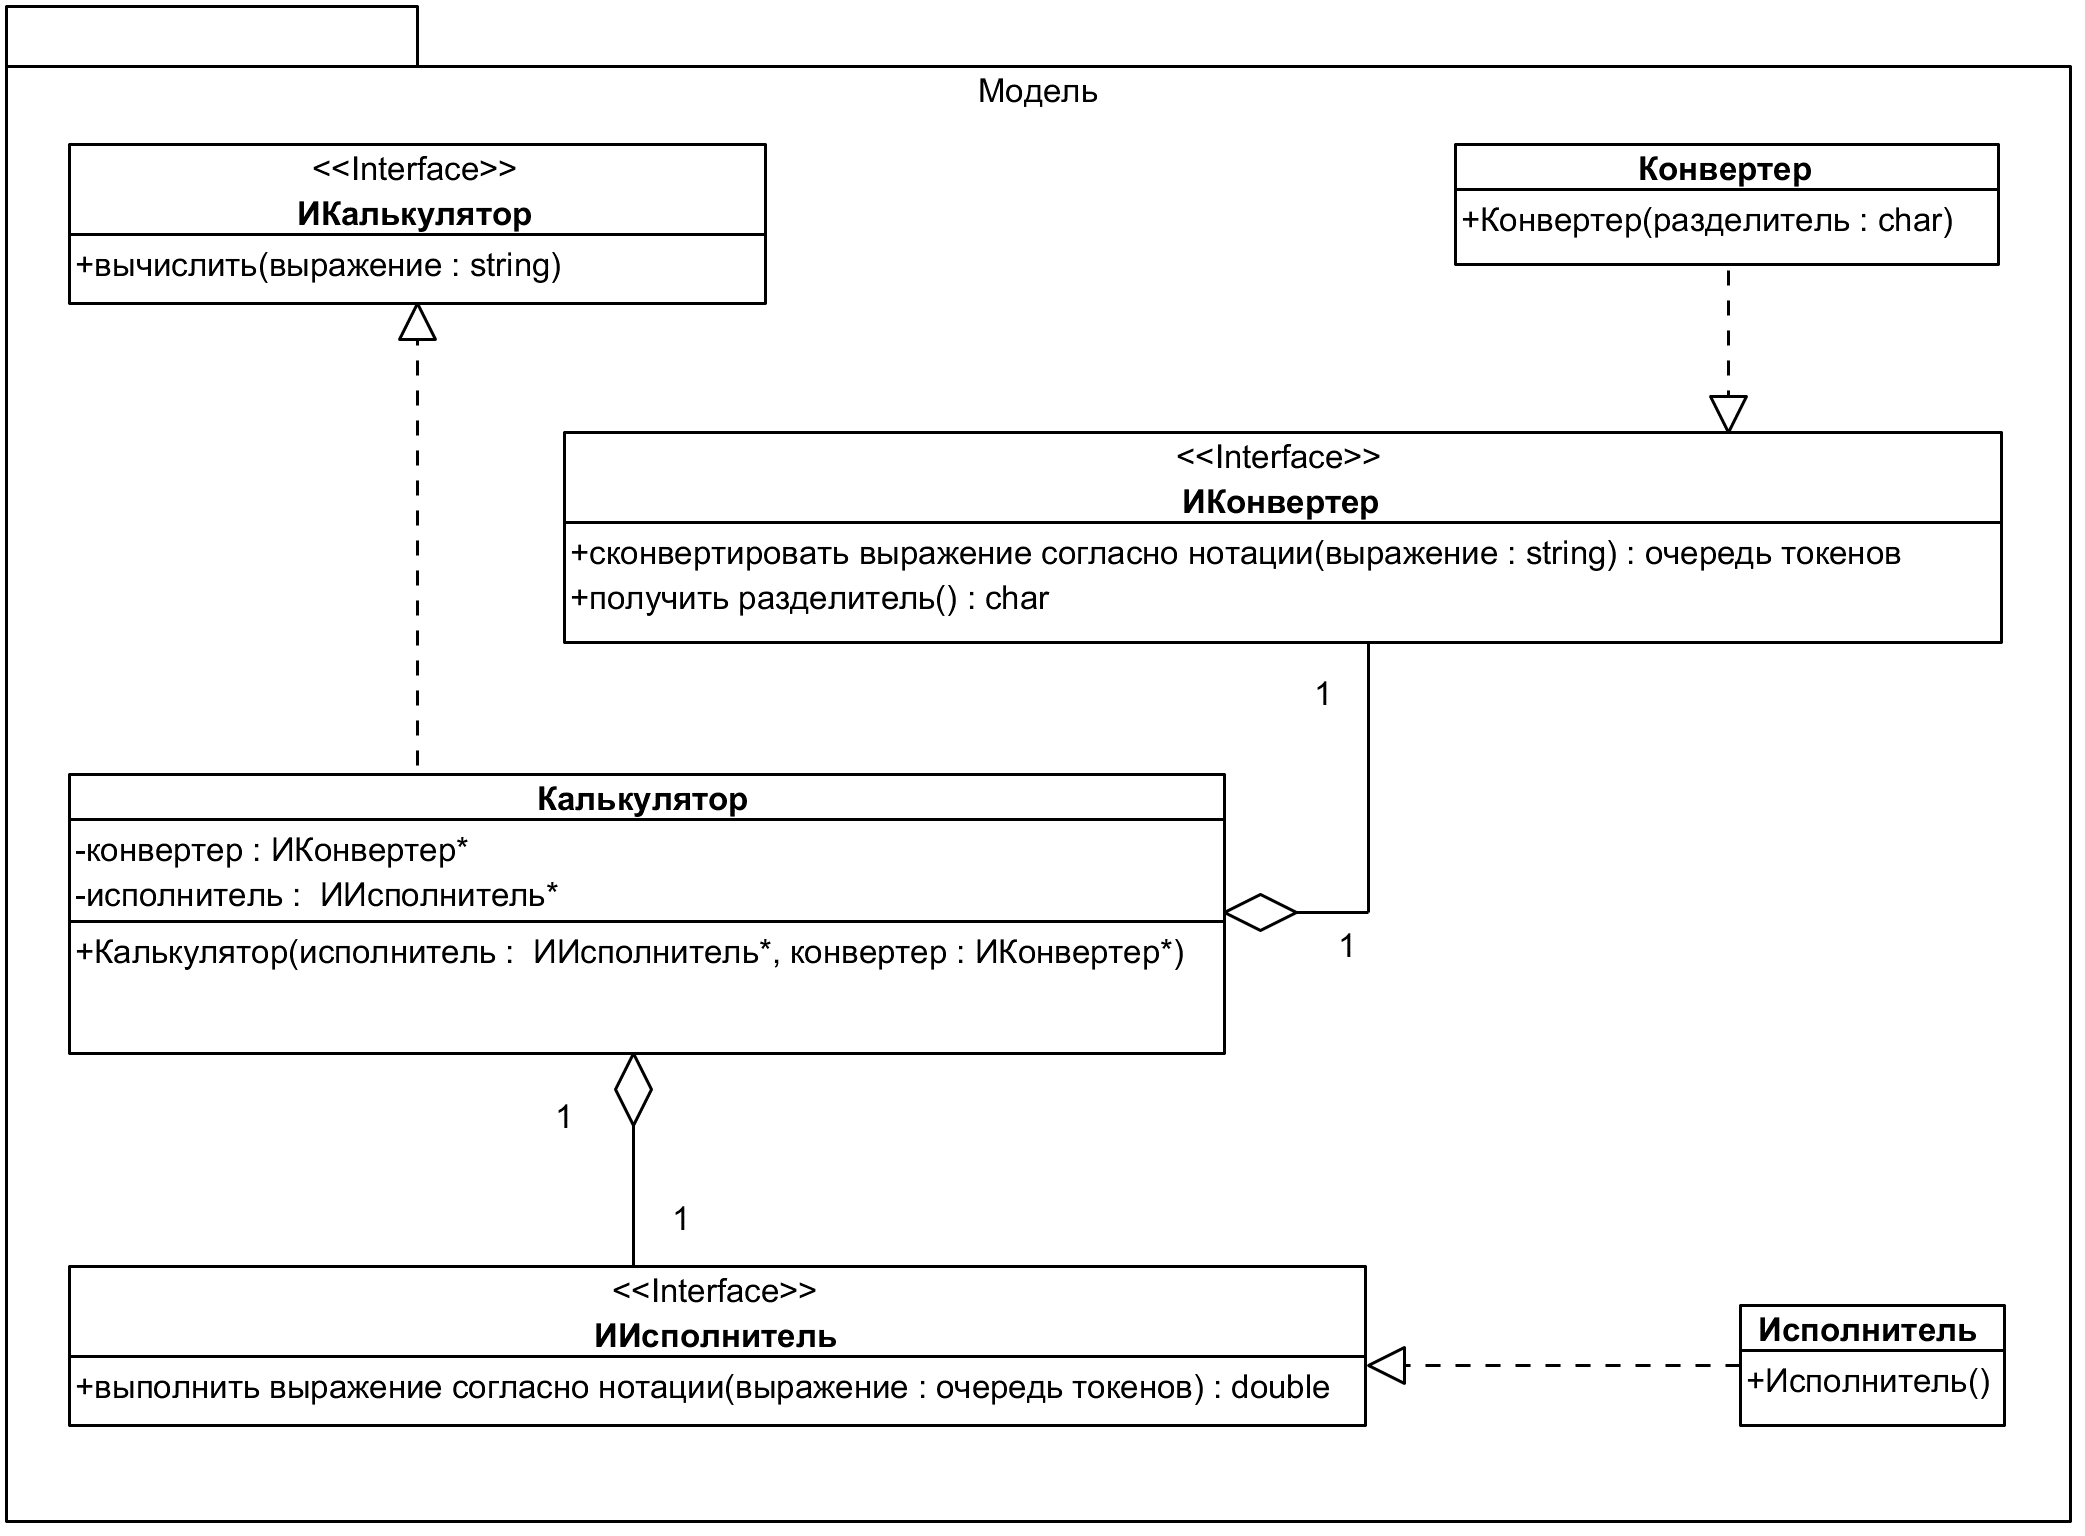 Модель
<<Interface>>
ИКалькулятор
+вычислить(выражение : string)
Конвертер
+Конвертер(разделитель : char)
<<Interface>>
ИКонвертер
+сконвертировать выражение согласно нотации(выражение : string) : очередь токенов
+получить разделитель() : char
1
Калькулятор
-конвертер : ИКонвертер*
-исполнитель :  ИИсполнитель*
+Калькулятор(исполнитель :  ИИсполнитель*, конвертер : ИКонвертер*)
1
1
1
<<Interface>>
ИИсполнитель
+выполнить выражение согласно нотации(выражение : очередь токенов) : double
Исполнитель
+Исполнитель()